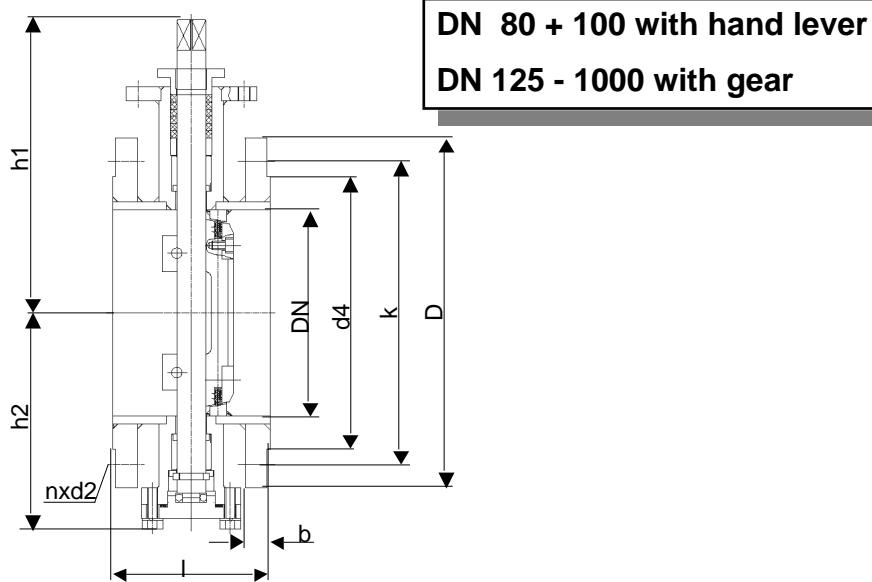 DN 80 + 100 with hand lever
DN 125 - 1000 with gear
h1
h2
DN
d4
k
D
nxd2
b
l